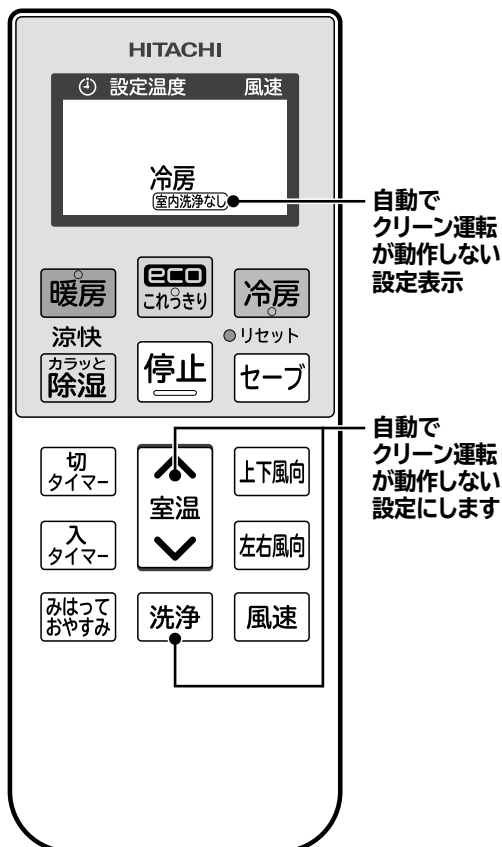 HITACHI
設定温度 風速
冷房
室内洗浄なし
自動で
クリーン運転
が動作しない
設定表示
暖房
eco
これっきり
冷房
涼快
カラッと
除湿
停止
リセット
セーブ
自動で
クリーン運転
が動作しない
設定にします
切
タイマー
室温
上下風向
入
タイマー
左右風向
みはって
おやすみ
洗浄
風速